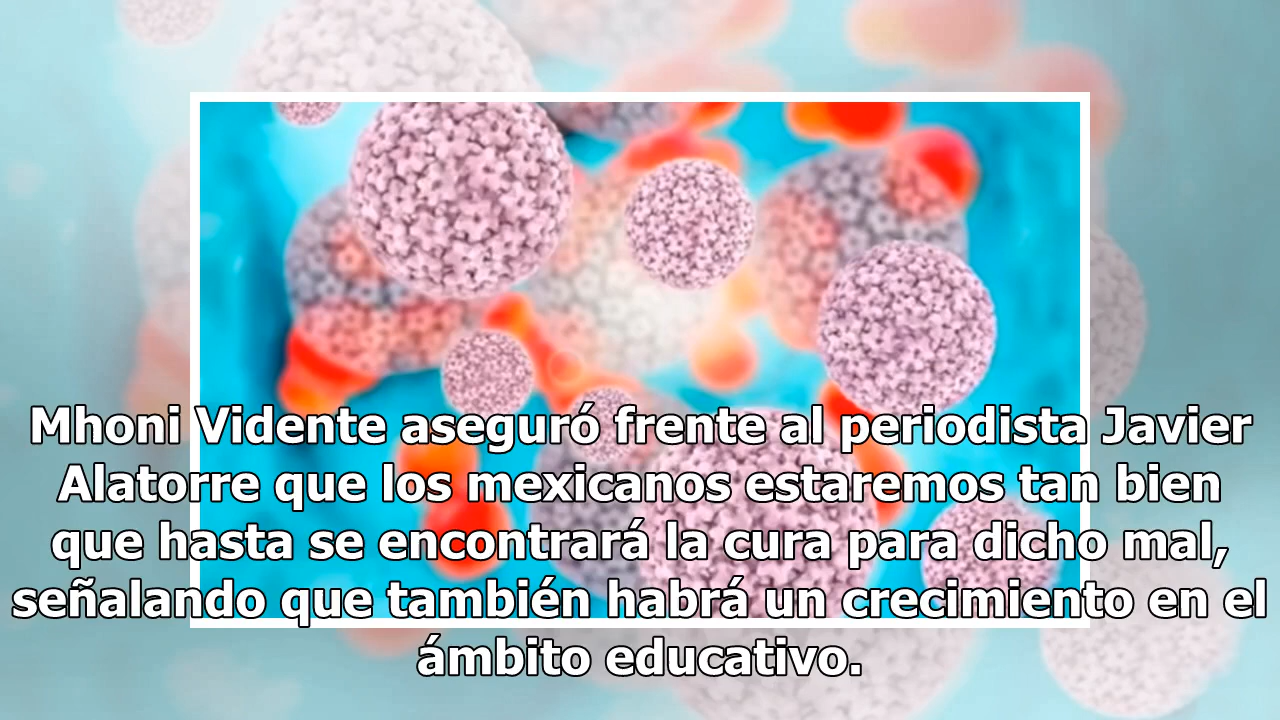 Mhoni Vidente aseguró frente al periodista Javier
Alatorre que los mexicanos estaremos tan bien
que hasta se encontrará la cura para dicho mal,
señalando que también habrá un crecimiento en el
ámbito educativo.